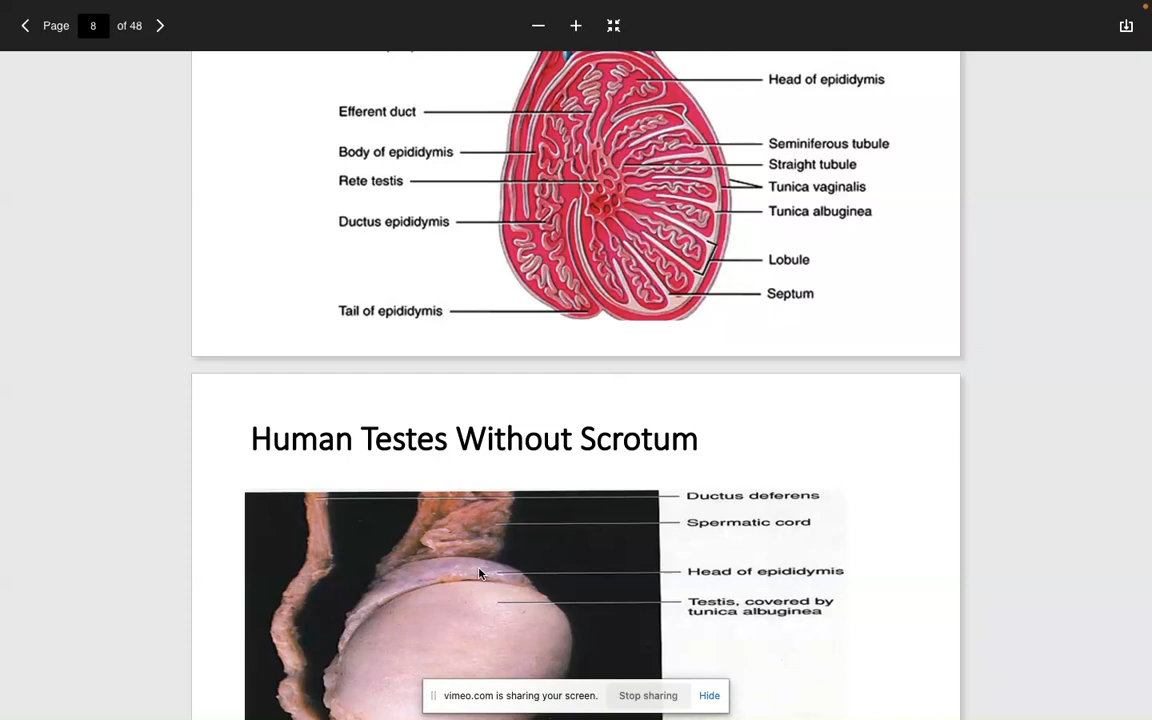 Page 8 of 48
Head of epididymis
Efferent duct
Seminiferous tubule
Body of epididymis
Straight tubule
Rete testis
Tunica vaginalis
Tunica albuginea
Ductus epididymis
Lobule
Septum
Tail of epididymis
Human Testes Without Scrotum
Ductus deferens
Spermatic cord
Head of epididymis
Testis, covered by
tunica albuginea
vimeo.com is sharing your screen. Stop sharing Hide